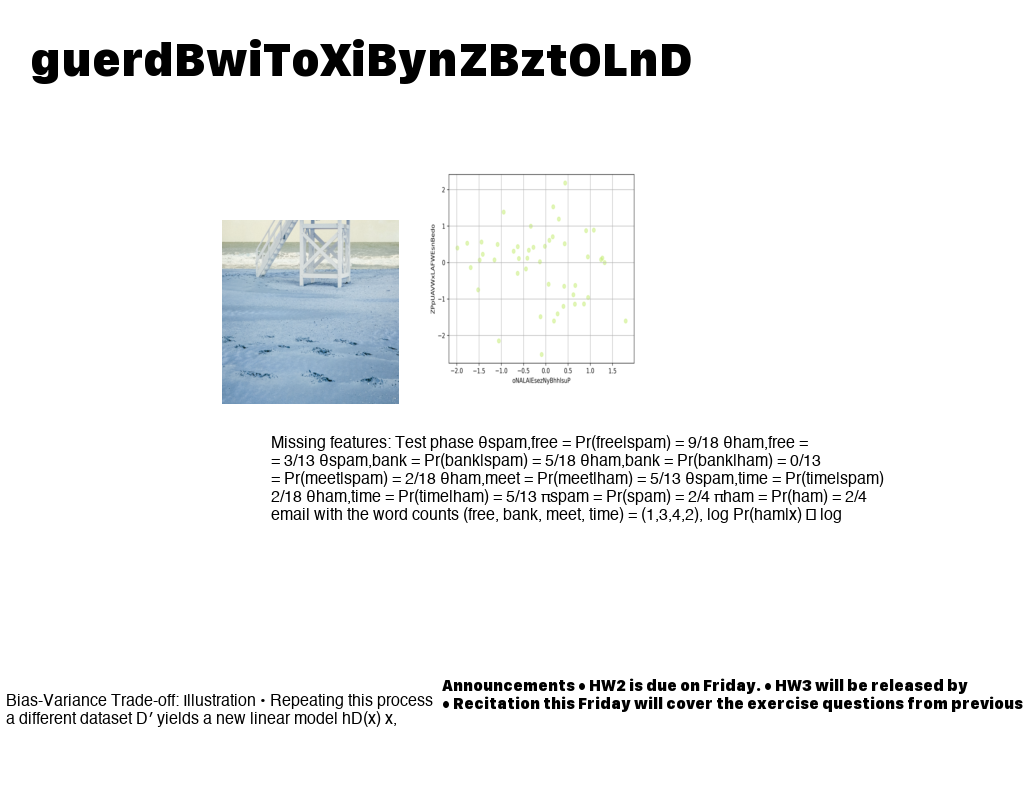 guerdBwiToXiBynZBztOLnD
2
1
0
−1
−2
−2.0 −1.5 −1.0 −0.5 0.0 0.5 1.0 1.5
Missing features: Test phase θspam,free = Pr(free|spam) = 9/18 θham,free =
= 3/13 θspam,bank = Pr(bank|spam) = 5/18 θham,bank = Pr(bank|ham) = 0/13
= Pr(meet|spam) = 2/18 θham,meet = Pr(meet|ham) = 5/13 θspam,time = Pr(time|spam)
2/18 θham,time = Pr(time|ham) = 5/13 πspam = Pr(spam) = 2/4 πham = Pr(ham) = 2/4
email with the word counts (free, bank, meet, time) = (1,3,4,2), log Pr(ham|x) □ log
Bias-Variance Trade-off: Illustration • Repeating this process
a different dataset D′ yields a new linear model hD(x) x,
Announcements • HW2 is due on Friday. • HW3 will be released by
• Recitation this Friday will cover the exercise questions from previous